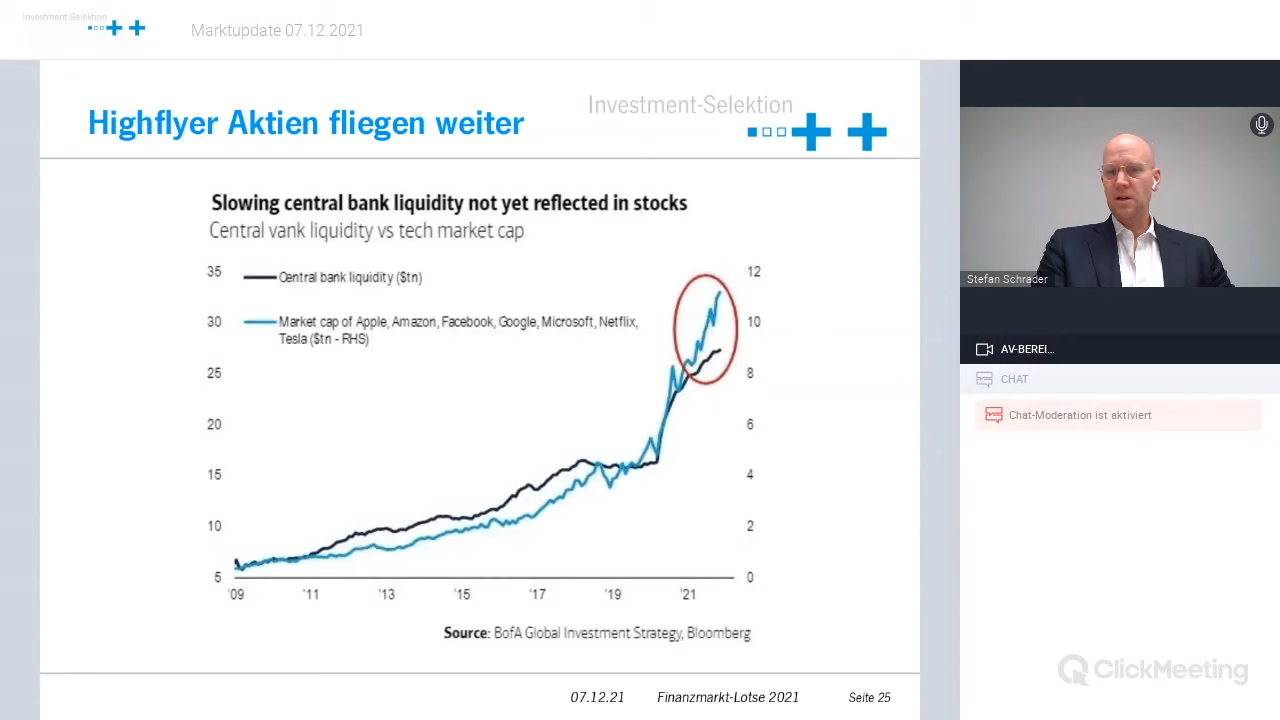 Investment-Selektion
Marktupdate 07.12.2021
Highflyer Aktien fliegen weiter
Investment-Selektion
Slowing central bank liquidity not yet reflected in stocks
Central vank liquidity vs tech market cap
35
12
Central bank liquidity ($tn)
30
Market cap of Apple, Amazon, Facebook, Google, Microsoft, Netflix,
Tesla ($tn - RHS)
10
25
8
20
6
15
4
10
2
5
0
'09
'11
'13
'15
'17
'19
'21
Source: BofA Global Investment Strategy, Bloomberg
07.12.21
Finanzmarkt-Lotse 2021
Seite 25
Stefan Schrader
AV-BEREI...
CHAT
Chat-Moderation ist aktiviert
ClickMeeting